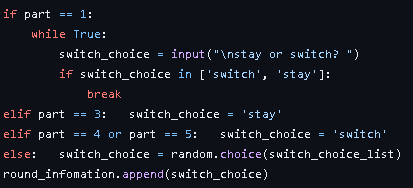 if part == 1:
    while True:
        switch_choice = input("\nstay or switch? ")
        if switch_choice in ['switch', 'stay']:
            break
elif part == 3:   switch_choice = 'stay'
elif part == 4 or part == 5:   switch_choice = 'switch'
else:   switch_choice = random.choice(switch_choice_list)
round_infomation.append(switch_choice)